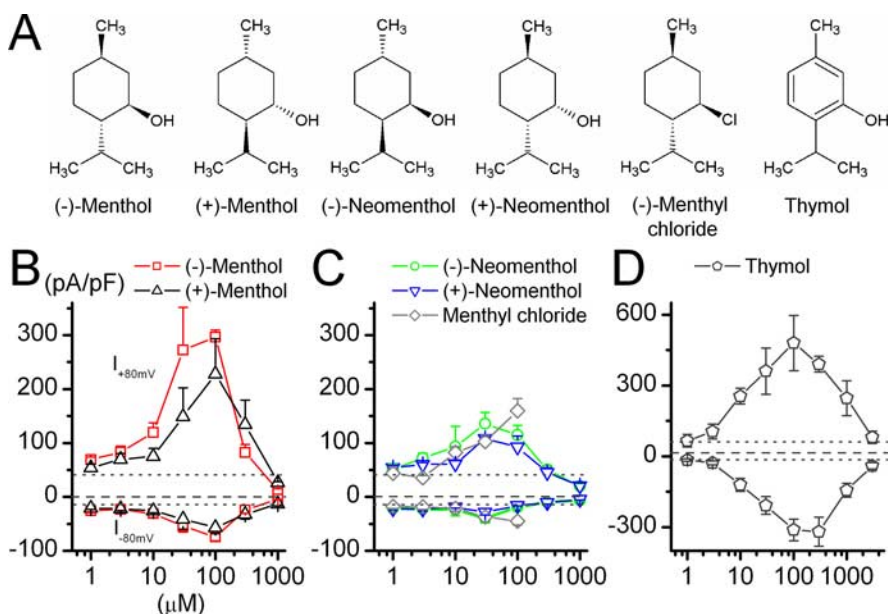 A
CH₃ CH₃ CH₃ CH₃ CH₃ CH₃
OH OH OH OH Cl OH
H₃C CH₃ H₃C CH₃ H₃C CH₃ H₃C CH₃ H₃C CH₃ H₃C CH₃
(-)-Menthol (+)-Menthol (-)-Neomenthol (+)-Neomenthol (-)-Menthyl chloride Thymol
B
(pA/pF)
(-)-Menthol
(+)-Menthol
300
200
100
0
-100
I+80mV
I-80mV
1 10 100 1000
(μM)
C
(-)-Neomenthol
(+)-Neomenthol
Menthyl chloride
300
200
100
0
-100
1 10 100 1000
D
Thymol
600
300
0
-300
1 10 100 1000